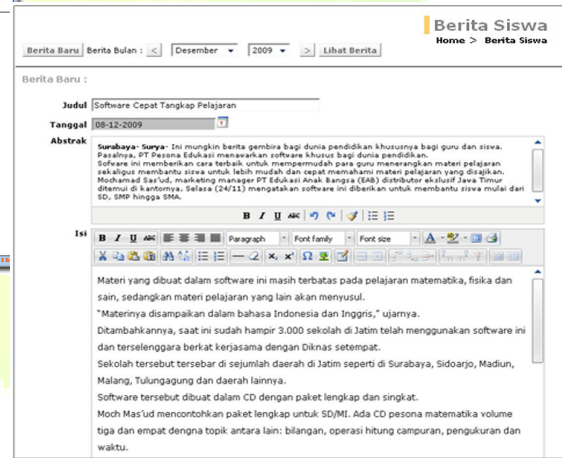 Berita Siswa
Home > Berita Siswa
Berita Baru Berita Bulan : < Desember 2009 > Lihat Berita
Berita Baru :
Judul Software Cepat Tangkap Pelajaran
Tanggal 08-12-2009
Abstrak
Surabaya- Surya- Ini mungkin berita gembira bagi dunia pendidikan khususnya bagi guru dan siswa.
Pasalnya, PT Pesona Edukasi menawarkan software khusus bagi dunia pendidikan.
Sofware ini memberikan cara terbaik untuk mempermudah para guru menerangkan materi pelajaran
sekaligus membantu siswa untuk lebih mudah dan cepat memahami materi pelajaran yang disajikan.
Mochamad Sas'ud, marketing manager PT Edukasi Anak Bangsa (EAB) distributor ekslusif Jawa Timur
ditemui di kantornya, Selasa (24/11) mengatakan software ini diberikan untuk membantu siswa mulai dari
SD, SMP hingga SMA.
B I U ABC
Isi
B I U ABC Paragraph Font family Font size A
Materi yang dibuat dalam software ini masih terbatas pada pelajaran matematika, fisika dan
sain, sedangkan materi pelajaran yang lain akan menyusul.
"Materinya disampaikan dalam bahasa Indonesia dan Inggris," ujarnya.
Ditambahkannya, saat ini sudah hampir 3.000 sekolah di Jatim telah menggunakan software ini
dan terselenggara berkat kerjasama dengan Diknas setempat.
Sekolah tersebut tersebar di sejumlah daerah di Jatim seperti di Surabaya, Sidoarjo, Madiun,
Malang, Tulungagung dan daerah lainnya.
Software tersebut dibuat dalam CD dengan paket lengkap dan singkat.
Moch Mas'ud mencontohkan paket lengkap untuk SD/MI. Ada CD pesona matematika volume
tiga dan empat dengna topik antara lain: bilangan, operasi hitung campuran, pengukuran dan
waktu.